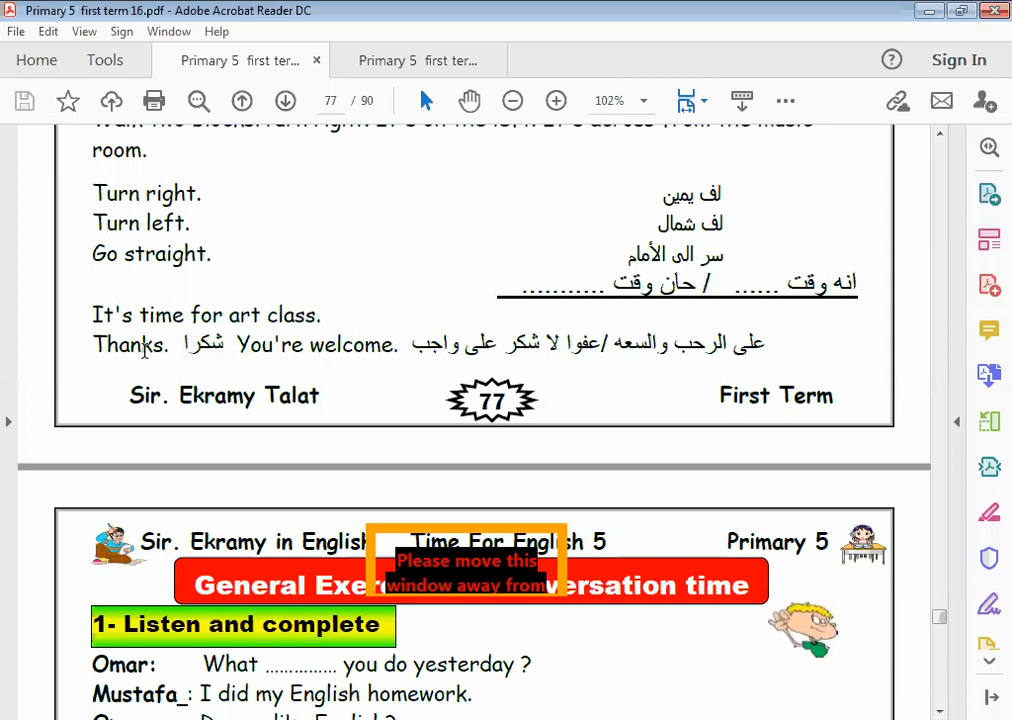 Primary 5 first term 16.pdf - Adobe Acrobat Reader DC
File Edit View Sign Window Help
Home Tools Primary 5 first ter... × Primary 5 first ter... Sign In
77 / 90 102%
room.
Turn right. لف يمين
Turn left. لف شمال
Go straight. سر الى الأمام
انه وقت ...... / حان وقت ...........
It's time for art class.
Thanks. شكرا You're welcome. على الرحب والسعه /عفوا لا شكر على واجب
Sir. Ekramy Talat 77 First Term
Sir. Ekramy in English Time For English 5 Primary 5
Please move this
window away from
General Exer versation time
1- Listen and complete
Omar: What .............. you do yesterday ?
Mustafa_: I did my English homework.